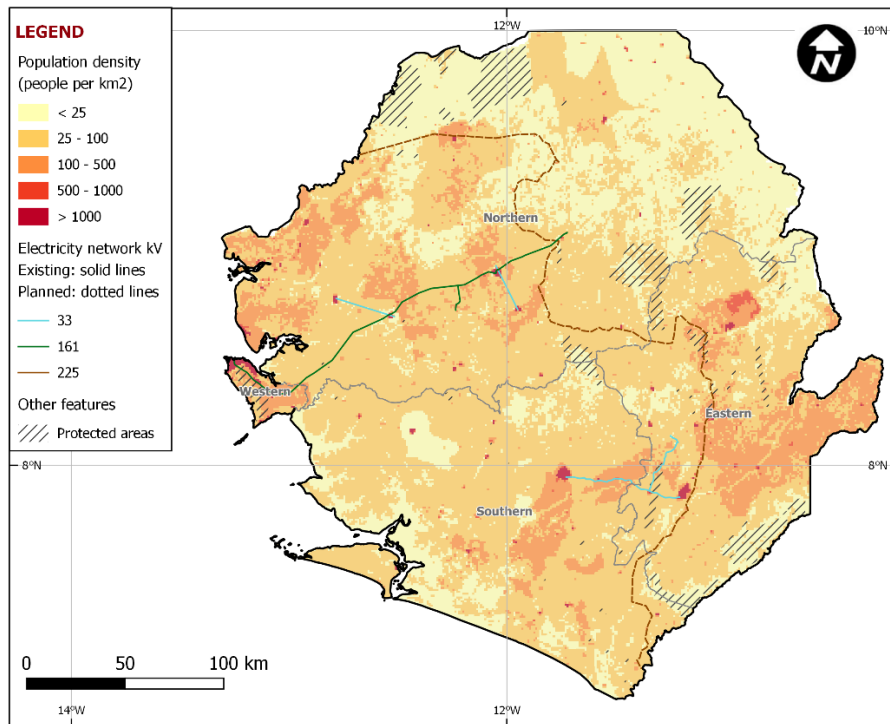 LEGEND
Population density
(people per km2)
< 25
25 - 100
100 - 500
500 - 1000
> 1000
Electricity network kV
Existing: solid lines
Planned: dotted lines
33
161
225
Other features
Protected areas
12°W
10°N
N
Northern
Western
Eastern
8°N
8°N
Southern
0 50 100 km
14°W
12°W